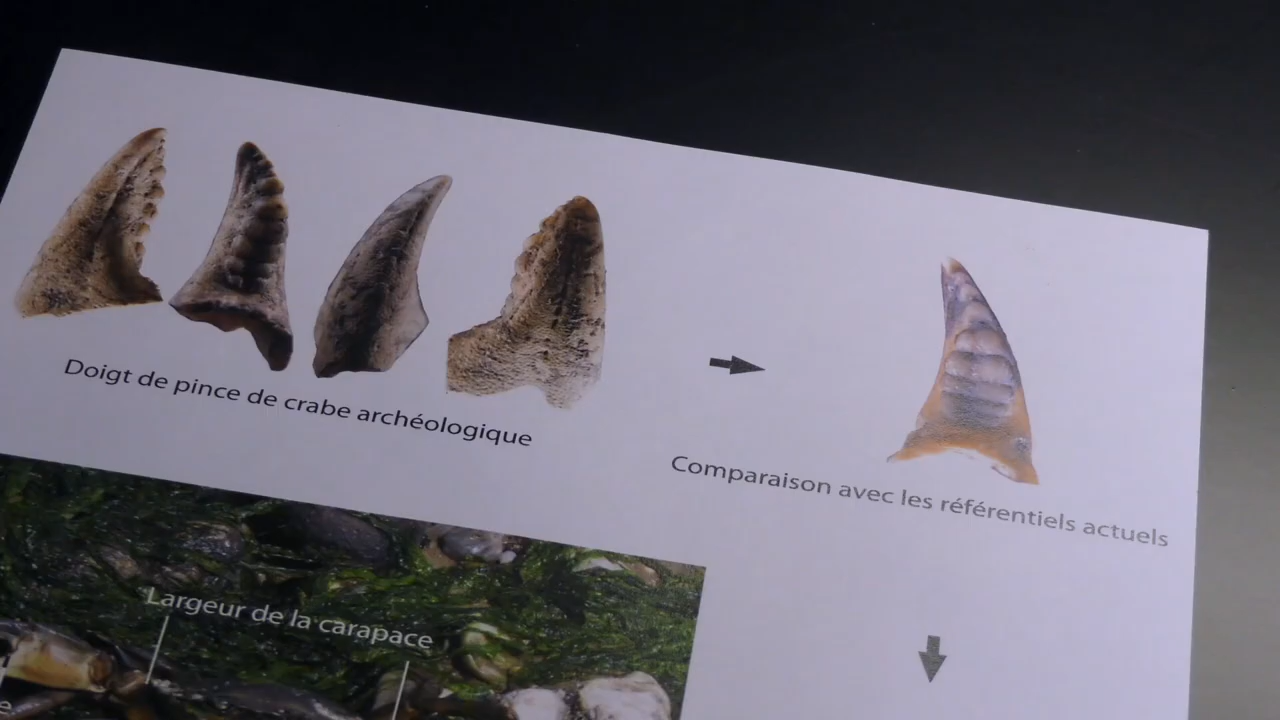 Doigt de pince de crabe archéologique
Comparaison avec les référentiels actuels
Largeur de la carapace